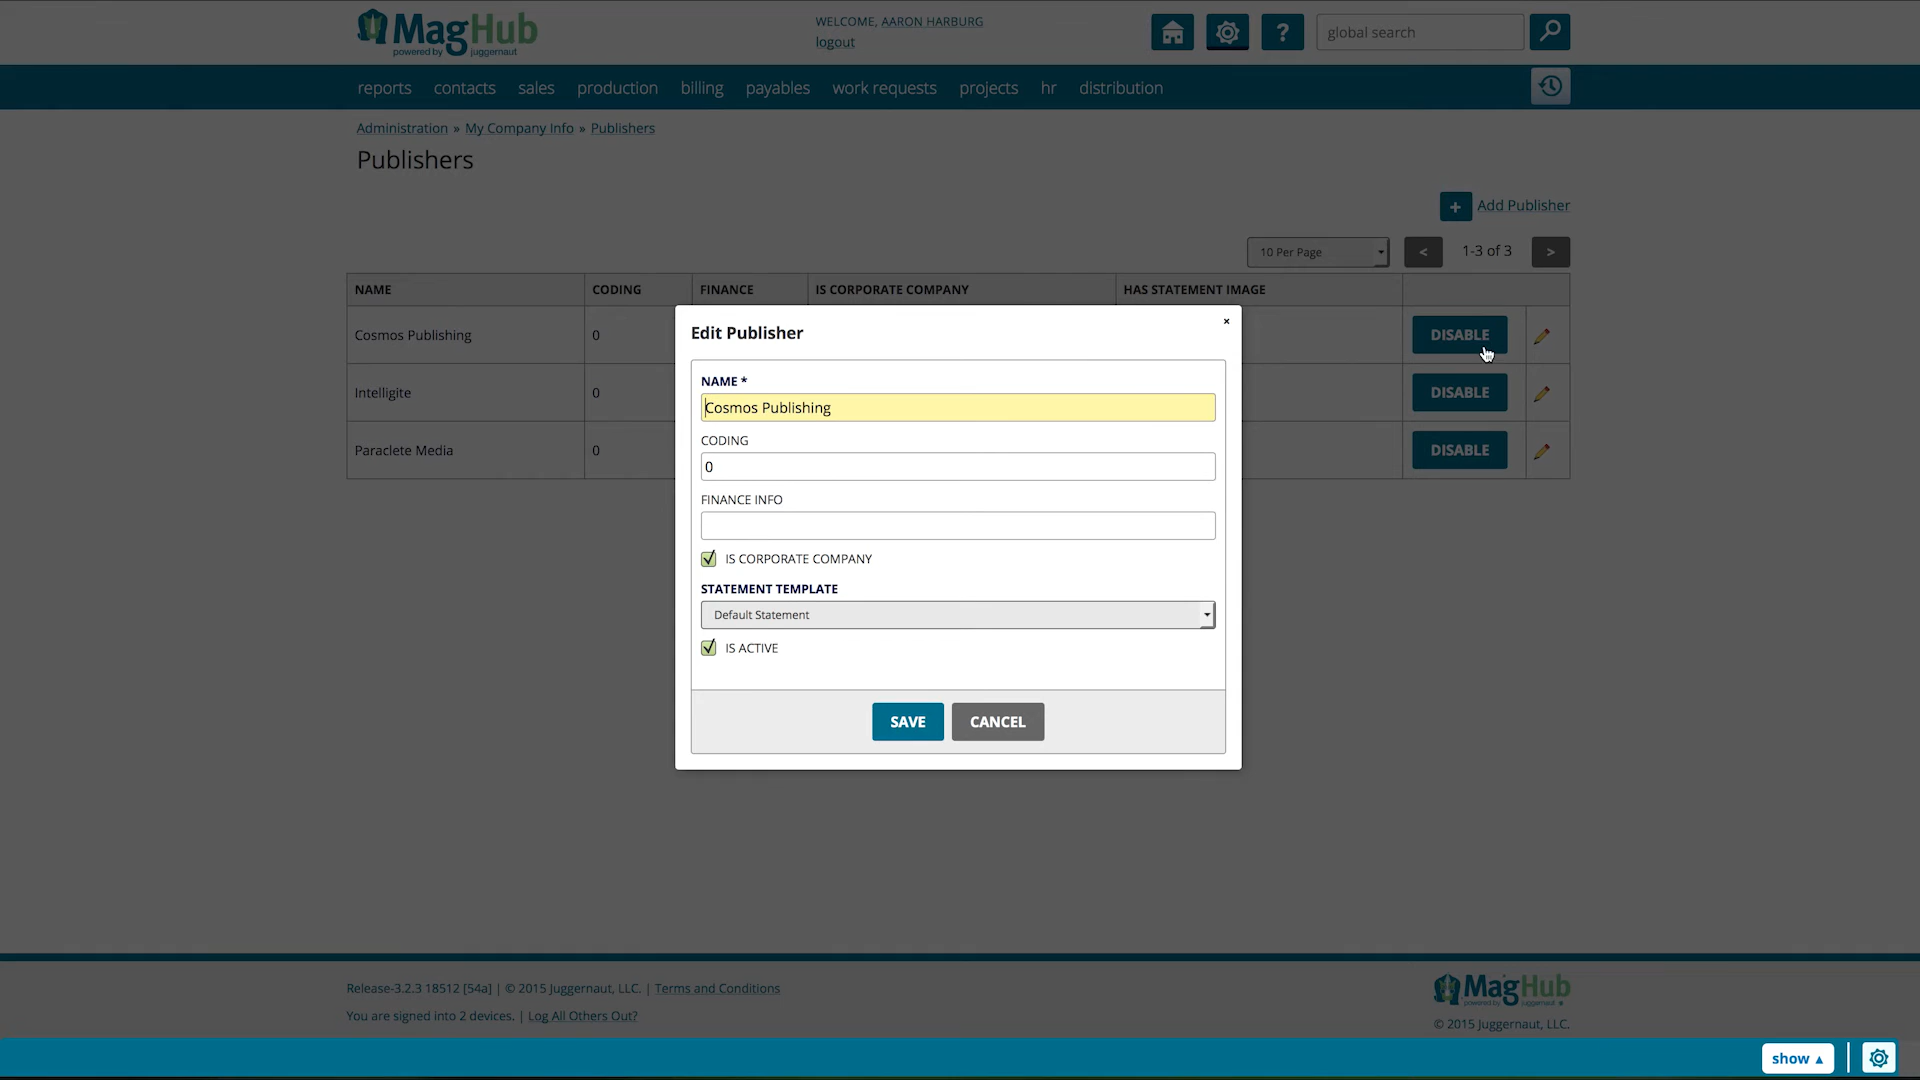 MagHub
powered by juggernaut
WELCOME, AARON HARBURG
logout
?
global search
reports contacts sales production billing payables work requests projects hr distribution
Administration » My Company Info » Publishers
Publishers
+ Add Publisher
10 Per Page < 1-3 of 3 >
NAME CODING FINANCE IS CORPORATE COMPANY HAS STATEMENT IMAGE
Cosmos Publishing 0 DISABLE
Intelligite 0 DISABLE
Paraclete Media 0 DISABLE
×
Edit Publisher
NAME *
Cosmos Publishing
CODING
0
FINANCE INFO
IS CORPORATE COMPANY
STATEMENT TEMPLATE
Default Statement
IS ACTIVE
SAVE CANCEL
Release-3.2.3 18512 [54a] | © 2015 Juggernaut, LLC. | Terms and Conditions
You are signed into 2 devices. | Log All Others Out?
MagHub
powered by juggernaut
© 2015 Juggernaut, LLC.
show ▴